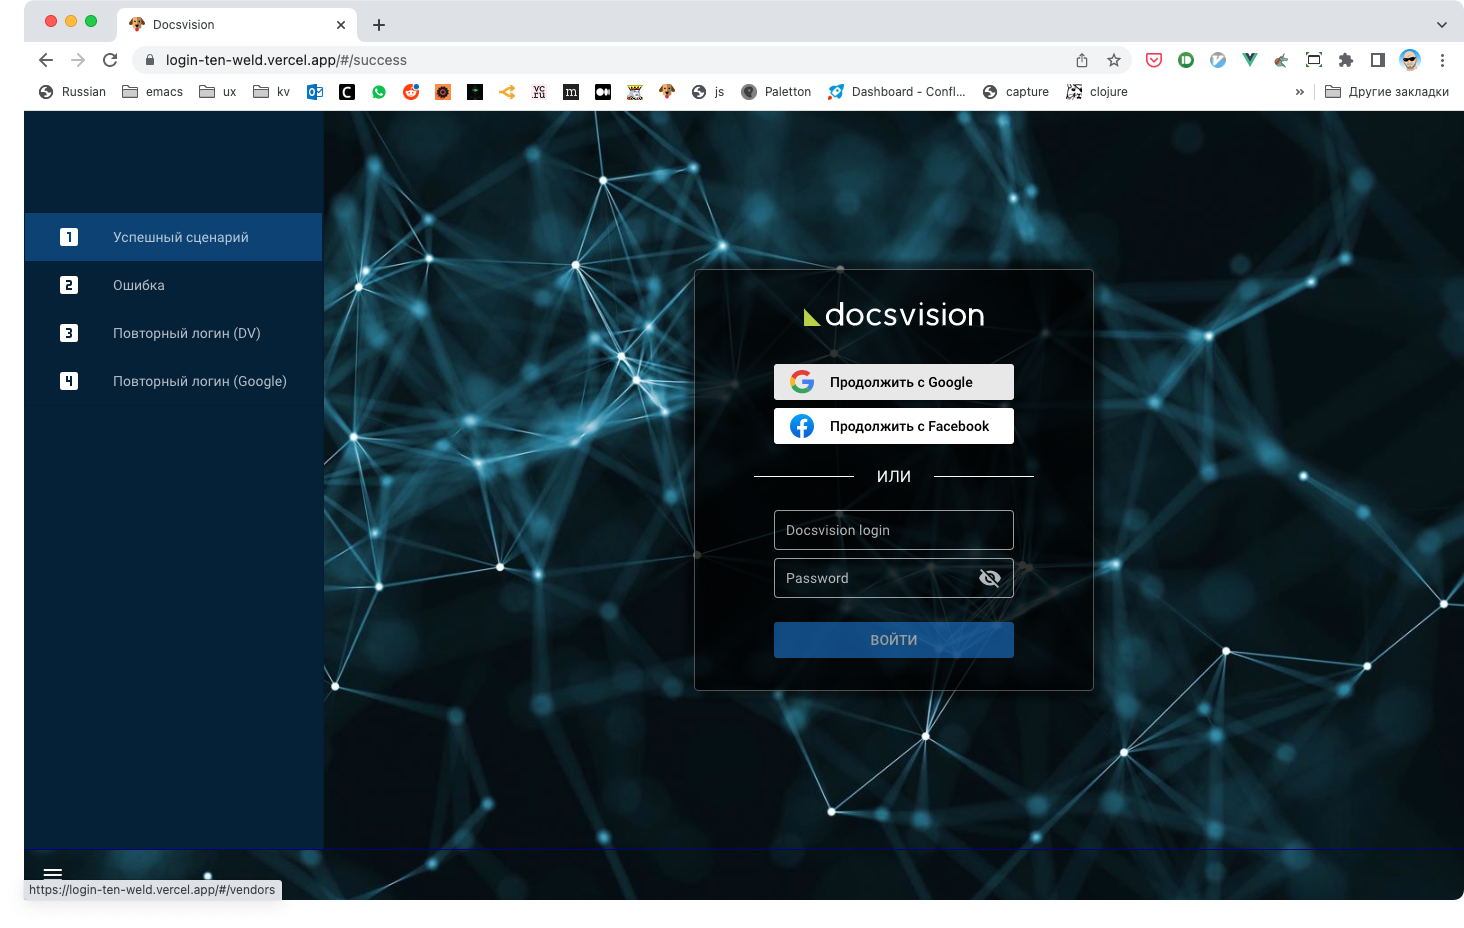 Docsvision
login-ten-weld.vercel.app/#/success
Russian emacs ux kv vc.ru m js Paletton Dashboard - Confl... capture clojure » Другие закладки
1 Успешный сценарий
2 Ошибка
3 Повторный логин (DV)
4 Повторный логин (Google)
docsvision
Продолжить с Google
Продолжить с Facebook
ИЛИ
Docsvision login
Password
ВОЙТИ
https://login-ten-weld.vercel.app/#/vendors